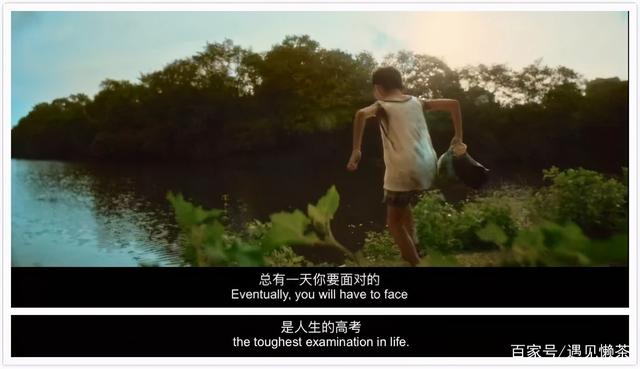 总有一天你要面对的
Eventually, you will have to face
是人生的高考
the toughest examination in life.
百家号/遇见懒茶